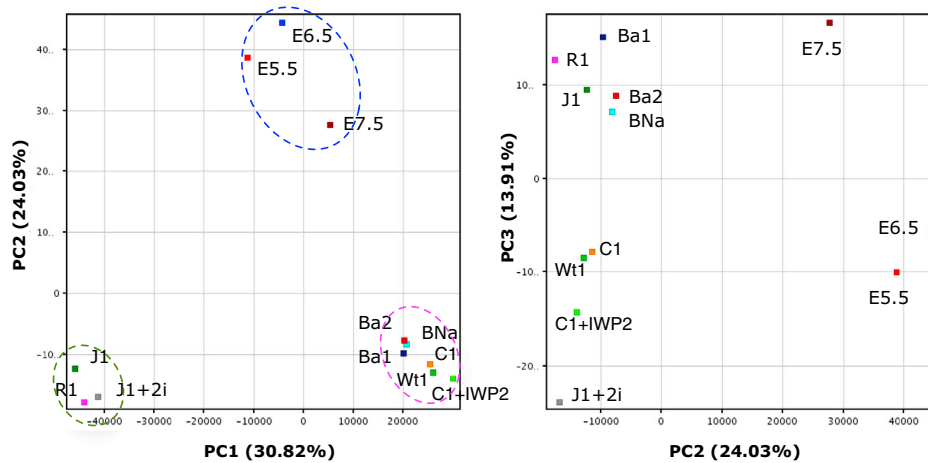 E6.5
E5.5
E7.5
Ba2
BNa
Ba1
C1
Wt1
C1+IWP2
J1
R1
J1+2i
40..
30..
20..
10..
0
-10..
-40000
-20000
0
20000
PC2 (24.03%)
PC1 (30.82%)
Ba1
R1
E7.5
J1
Ba2
BNa
E6.5
C1
Wt1
E5.5
C1+IWP2
J1+2i
10..
0
-10..
-20..
-10000
0
10000
20000
30000
40000
PC3 (13.91%)
PC2 (24.03%)